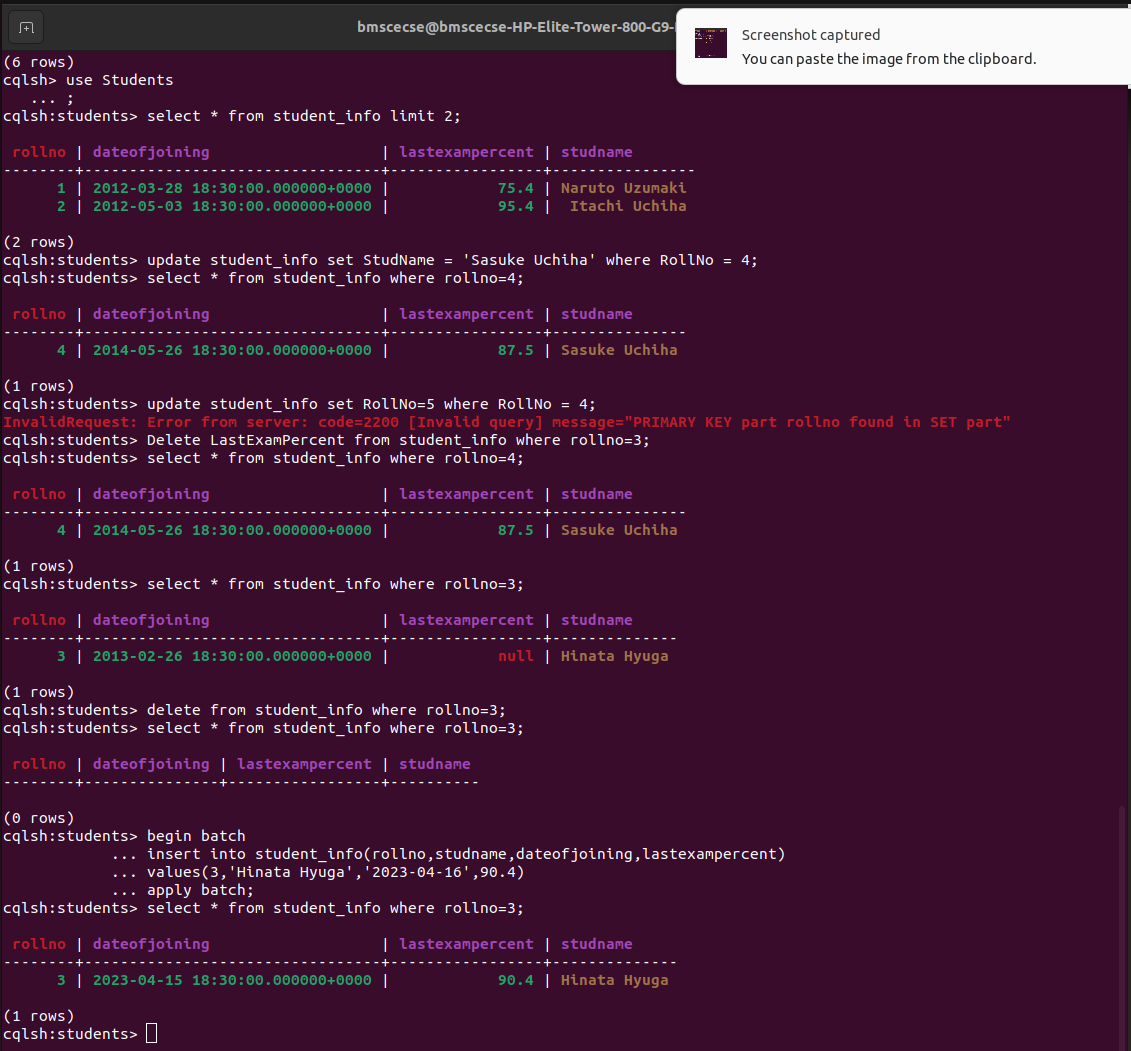 bmscecse@bmscecse-HP-Elite-Tower-800-G9-
Screenshot captured
You can paste the image from the clipboard.
(6 rows)
cqlsh> use Students
   ... ;
cqlsh:students> select * from student_info limit 2;
 rollno | dateofjoining                   | lastexampercent | studname
--------+---------------------------------+-----------------+----------------
      1 | 2012-03-28 18:30:00.000000+0000 |            75.4 | Naruto Uzumaki
      2 | 2012-05-03 18:30:00.000000+0000 |            95.4 |  Itachi Uchiha
(2 rows)
cqlsh:students> update student_info set StudName = 'Sasuke Uchiha' where RollNo = 4;
cqlsh:students> select * from student_info where rollno=4;
 rollno | dateofjoining                   | lastexampercent | studname
--------+---------------------------------+-----------------+---------------
      4 | 2014-05-26 18:30:00.000000+0000 |            87.5 | Sasuke Uchiha
(1 rows)
cqlsh:students> update student_info set RollNo=5 where RollNo = 4;
InvalidRequest: Error from server: code=2200 [Invalid query] message="PRIMARY KEY part rollno found in SET part"
cqlsh:students> Delete LastExamPercent from student_info where rollno=3;
cqlsh:students> select * from student_info where rollno=4;
 rollno | dateofjoining                   | lastexampercent | studname
--------+---------------------------------+-----------------+---------------
      4 | 2014-05-26 18:30:00.000000+0000 |            87.5 | Sasuke Uchiha
(1 rows)
cqlsh:students> select * from student_info where rollno=3;
 rollno | dateofjoining                   | lastexampercent | studname
--------+---------------------------------+-----------------+--------------
      3 | 2013-02-26 18:30:00.000000+0000 |            null | Hinata Hyuga
(1 rows)
cqlsh:students> delete from student_info where rollno=3;
cqlsh:students> select * from student_info where rollno=3;
 rollno | dateofjoining | lastexampercent | studname
--------+---------------+-----------------+----------
(0 rows)
cqlsh:students> begin batch
            ... insert into student_info(rollno,studname,dateofjoining,lastexampercent)
            ... values(3,'Hinata Hyuga','2023-04-16',90.4)
            ... apply batch;
cqlsh:students> select * from student_info where rollno=3;
 rollno | dateofjoining                   | lastexampercent | studname
--------+---------------------------------+-----------------+--------------
      3 | 2023-04-15 18:30:00.000000+0000 |            90.4 | Hinata Hyuga
(1 rows)
cqlsh:students>